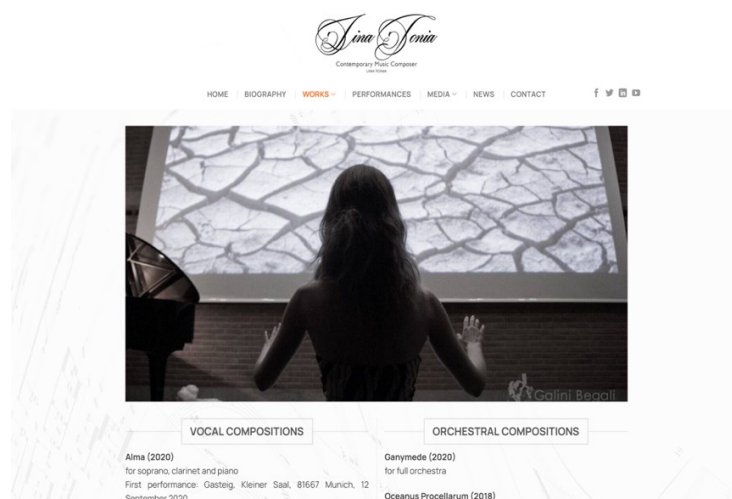 Lina Tonia
Contemporary Music Composer
LINA TONIA
HOME BIOGRAPHY WORKS PERFORMANCES MEDIA NEWS CONTACT
Galini Begali
VOCAL COMPOSITIONS
Alma (2020)
for soprano, clarinet and piano
First performance: Gasteig, Kleiner Saal, 81667 Munich, 12
September 2020
ORCHESTRAL COMPOSITIONS
Ganymede (2020)
for full orchestra
Oceanus Procellarum (2018)